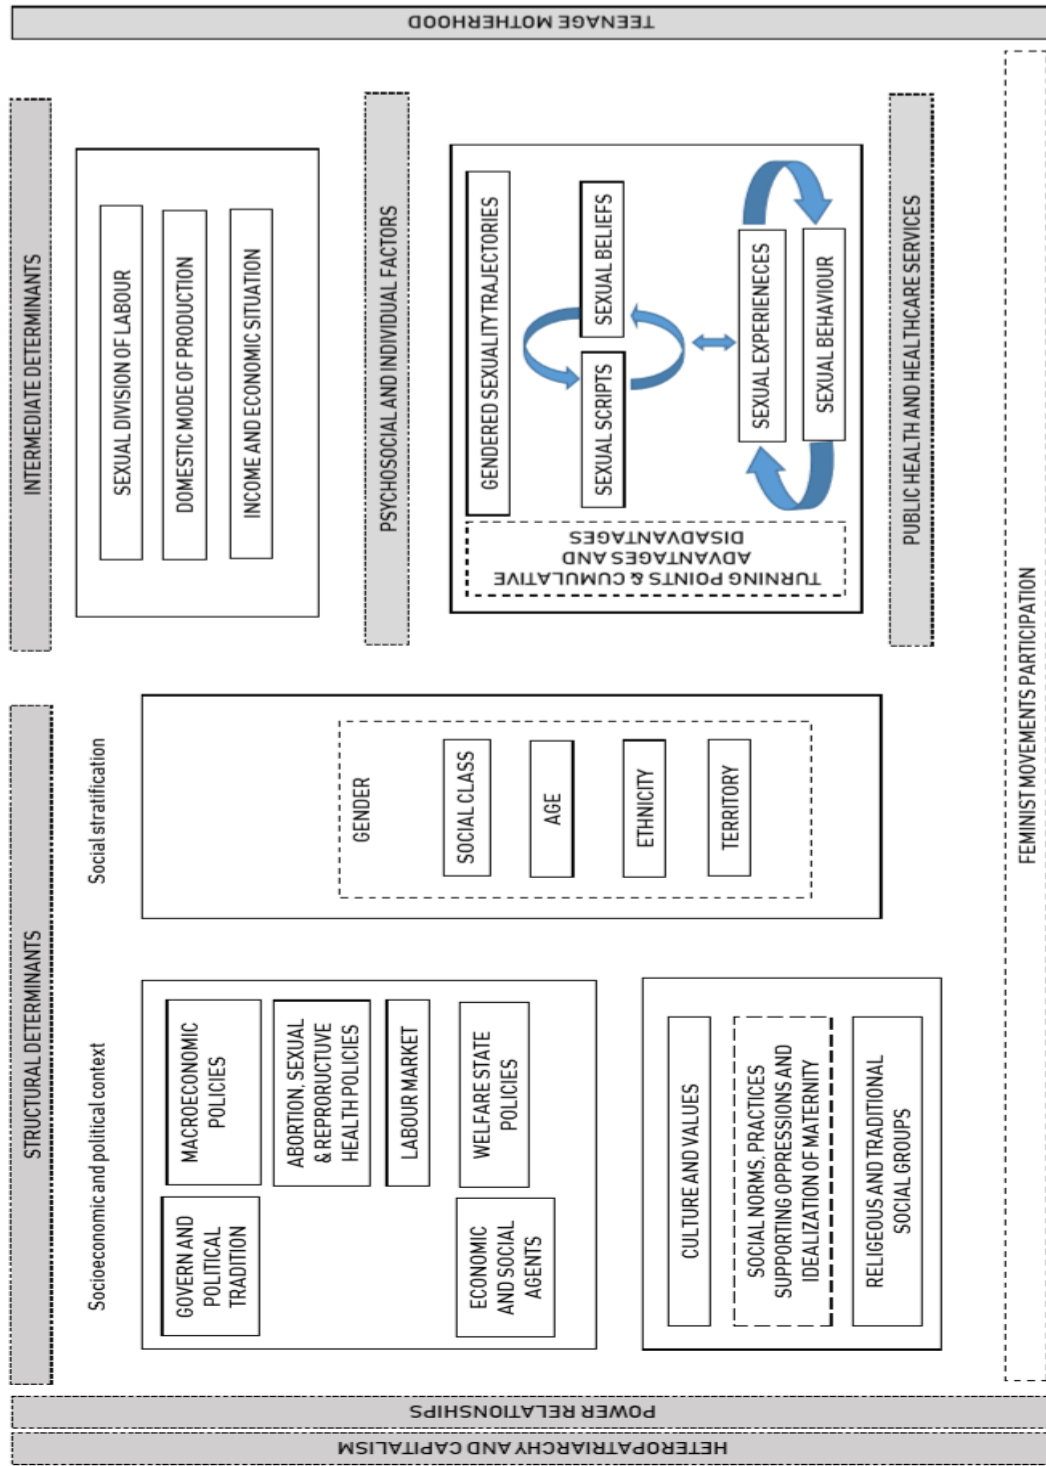 HETEROPATRIARCHY AND CAPITALISM
POWER RELATIONSHIPS
STRUCTURAL DETERMINANTS
Socioeconomic and political context
GOVERN AND
POLITICAL
TRADITION
MACROECONOMIC
POLICIES
ABORTION, SEXUAL
& REPRORUCTIVE
HEALTH POLICIES
LABOUR MARKET
ECONOMIC
AND SOCIAL
AGENTS
WELFARE STATE
POLICIES
CULTURE AND VALUES
SOCIAL NORMS, PRACTICES
SUPPORTING OPPRESSIONS AND
IDEALIZATION OF MATERNITY
RELIGEOUS AND TRADITIONAL
SOCIAL GROUPS
Social stratification
GENDER
SOCIAL CLASS
AGE
ETHNICITY
TERRITORY
INTERMEDIATE DETERMINANTS
SEXUAL DIVISION OF LABOUR
DOMESTIC MODE OF PRODUCTION
INCOME AND ECONOMIC SITUATION
PSYCHOSOCIAL AND INDIVIDUAL FACTORS
TURNING POINTS & CUMULATIVE
ADVANTAGES AND
DISADVANTAGES
GENDERED SEXUALITY TRAJECTORIES
SEXUAL SCRIPTS
SEXUAL BELIEFS
SEXUAL EXPERIENECES
SEXUAL BEHAVIOUR
PUBLIC HEALTH AND HEALTHCARE SERVICES
FEMINIST MOVEMENTS PARTICIPATION
TEENAGE MOTHERHOOD